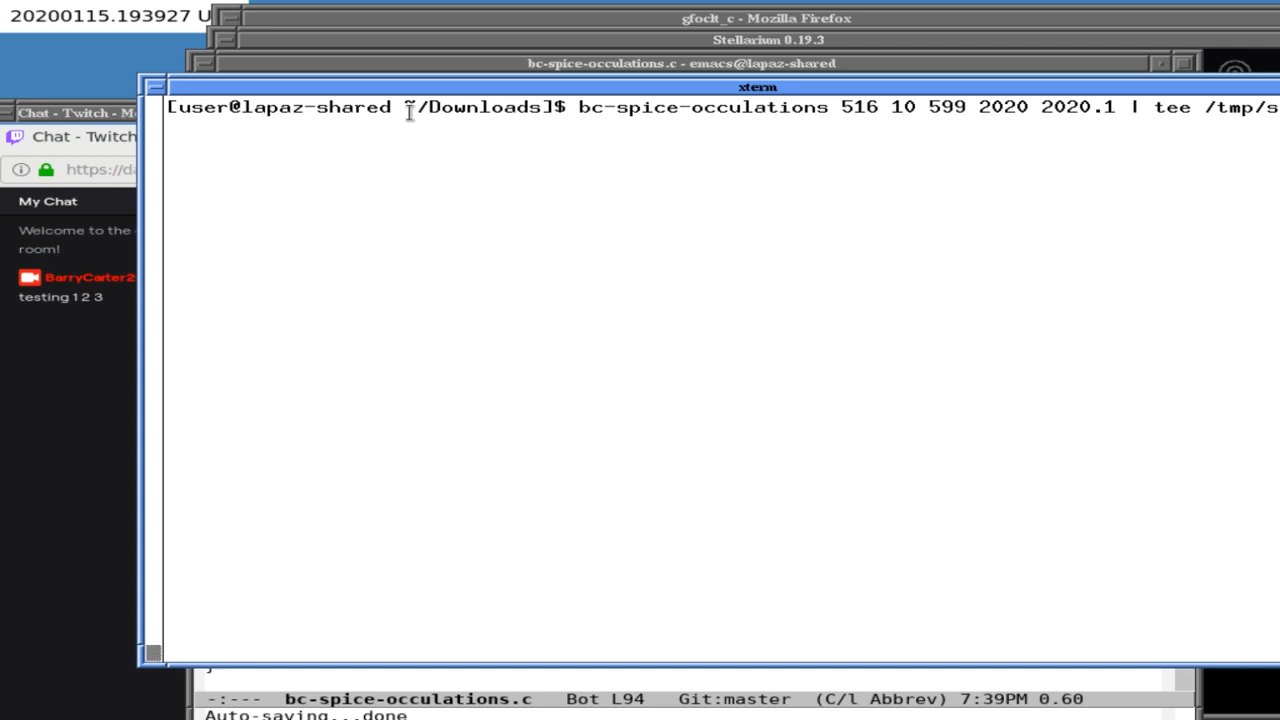 20200115.193927 U
gfoclt_c - Mozilla Firefox
Stellarium 0.19.3
bc-spice-occulations.c - emacs@lapaz-shared
xterm
[user@lapaz-shared ~/Downloads]$ bc-spice-occulations 516 10 599 2020 2020.1 | tee /tmp/s
Chat - Twitch - Mo
Chat - Twitch
https://da
My Chat
Welcome to the
room!
BarryCarter2
testing 1 2 3
-:--- bc-spice-occulations.c Bot L94 Git:master (C/l Abbrev) 7:39PM 0.60
Auto-saving...done